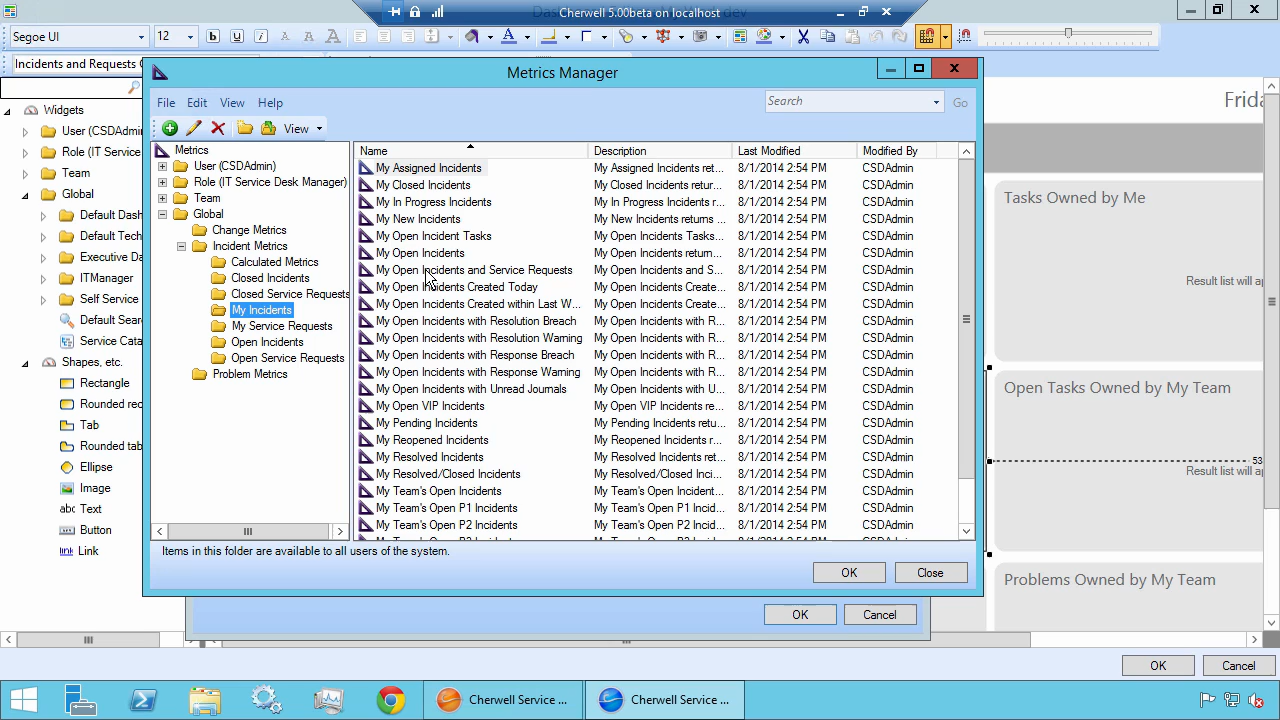 Cherwell 5.00beta on localhost
Segoe UI
12
B
U
I
A
A
A
Incidents and Requests
Metrics Manager
File Edit View Help
Search
Go
View
Widgets
User (CSDAdmin
Role (IT Service
Team
Global
Default Dash
Default Tech
Executive Da
ITManager
Self Service
Default Sear
Service Cata
Shapes, etc.
Rectangle
Rounded rec
Tab
Rounded tab
Ellipse
Image
abc Text
Button
link Link
Metrics
User (CSDAdmin)
Role (IT Service Desk Manager)
Team
Global
Change Metrics
Incident Metrics
Calculated Metrics
Closed Incidents
Closed Service Requests
My Incidents
My Service Requests
Open Incidents
Open Service Requests
Problem Metrics
Name Description Last Modified Modified By
My Assigned Incidents My Assigned Incidents ret... 8/1/2014 2:54 PM CSDAdmin
My Closed Incidents My Closed Incidents retur... 8/1/2014 2:54 PM CSDAdmin
My In Progress Incidents My In Progress Incidents r... 8/1/2014 2:54 PM CSDAdmin
My New Incidents My New Incidents returns ... 8/1/2014 2:54 PM CSDAdmin
My Open Incident Tasks My Open Incidents Tasks... 8/1/2014 2:54 PM CSDAdmin
My Open Incidents My Open Incidents return... 8/1/2014 2:54 PM CSDAdmin
My Open Incidents and Service Requests My Open Incidents and S... 8/1/2014 2:54 PM CSDAdmin
My Open Incidents Created Today My Open Incidents Create... 8/1/2014 2:54 PM CSDAdmin
My Open Incidents Created within Last W... My Open Incidents Create... 8/1/2014 2:54 PM CSDAdmin
My Open Incidents with Resolution Breach My Open Incidents with R... 8/1/2014 2:54 PM CSDAdmin
My Open Incidents with Resolution Warning My Open Incidents with R... 8/1/2014 2:54 PM CSDAdmin
My Open Incidents with Response Breach My Open Incidents with R... 8/1/2014 2:54 PM CSDAdmin
My Open Incidents with Response Warning My Open Incidents with R... 8/1/2014 2:54 PM CSDAdmin
My Open Incidents with Unread Journals My Open Incidents with U... 8/1/2014 2:54 PM CSDAdmin
My Open VIP Incidents My Open VIP Incidents re... 8/1/2014 2:54 PM CSDAdmin
My Pending Incidents My Pending Incidents retu... 8/1/2014 2:54 PM CSDAdmin
My Reopened Incidents My Reopened Incidents r... 8/1/2014 2:54 PM CSDAdmin
My Resolved Incidents My Resolved Incidents ret... 8/1/2014 2:54 PM CSDAdmin
My Resolved/Closed Incidents My Resolved/Closed Inci... 8/1/2014 2:54 PM CSDAdmin
My Team's Open Incidents My Team's Open Incident... 8/1/2014 2:54 PM CSDAdmin
My Team's Open P1 Incidents My Team's Open P1 Incid... 8/1/2014 2:54 PM CSDAdmin
My Team's Open P2 Incidents My Team's Open P2 Incid... 8/1/2014 2:54 PM CSDAdmin
Items in this folder are available to all users of the system.
OK Close
OK Cancel
Frida
Tasks Owned by Me
Result list will ap
Open Tasks Owned by My Team
53
Result list will ap
Problems Owned by My Team
OK Cancel
Cherwell Service ...
Cherwell Service ...